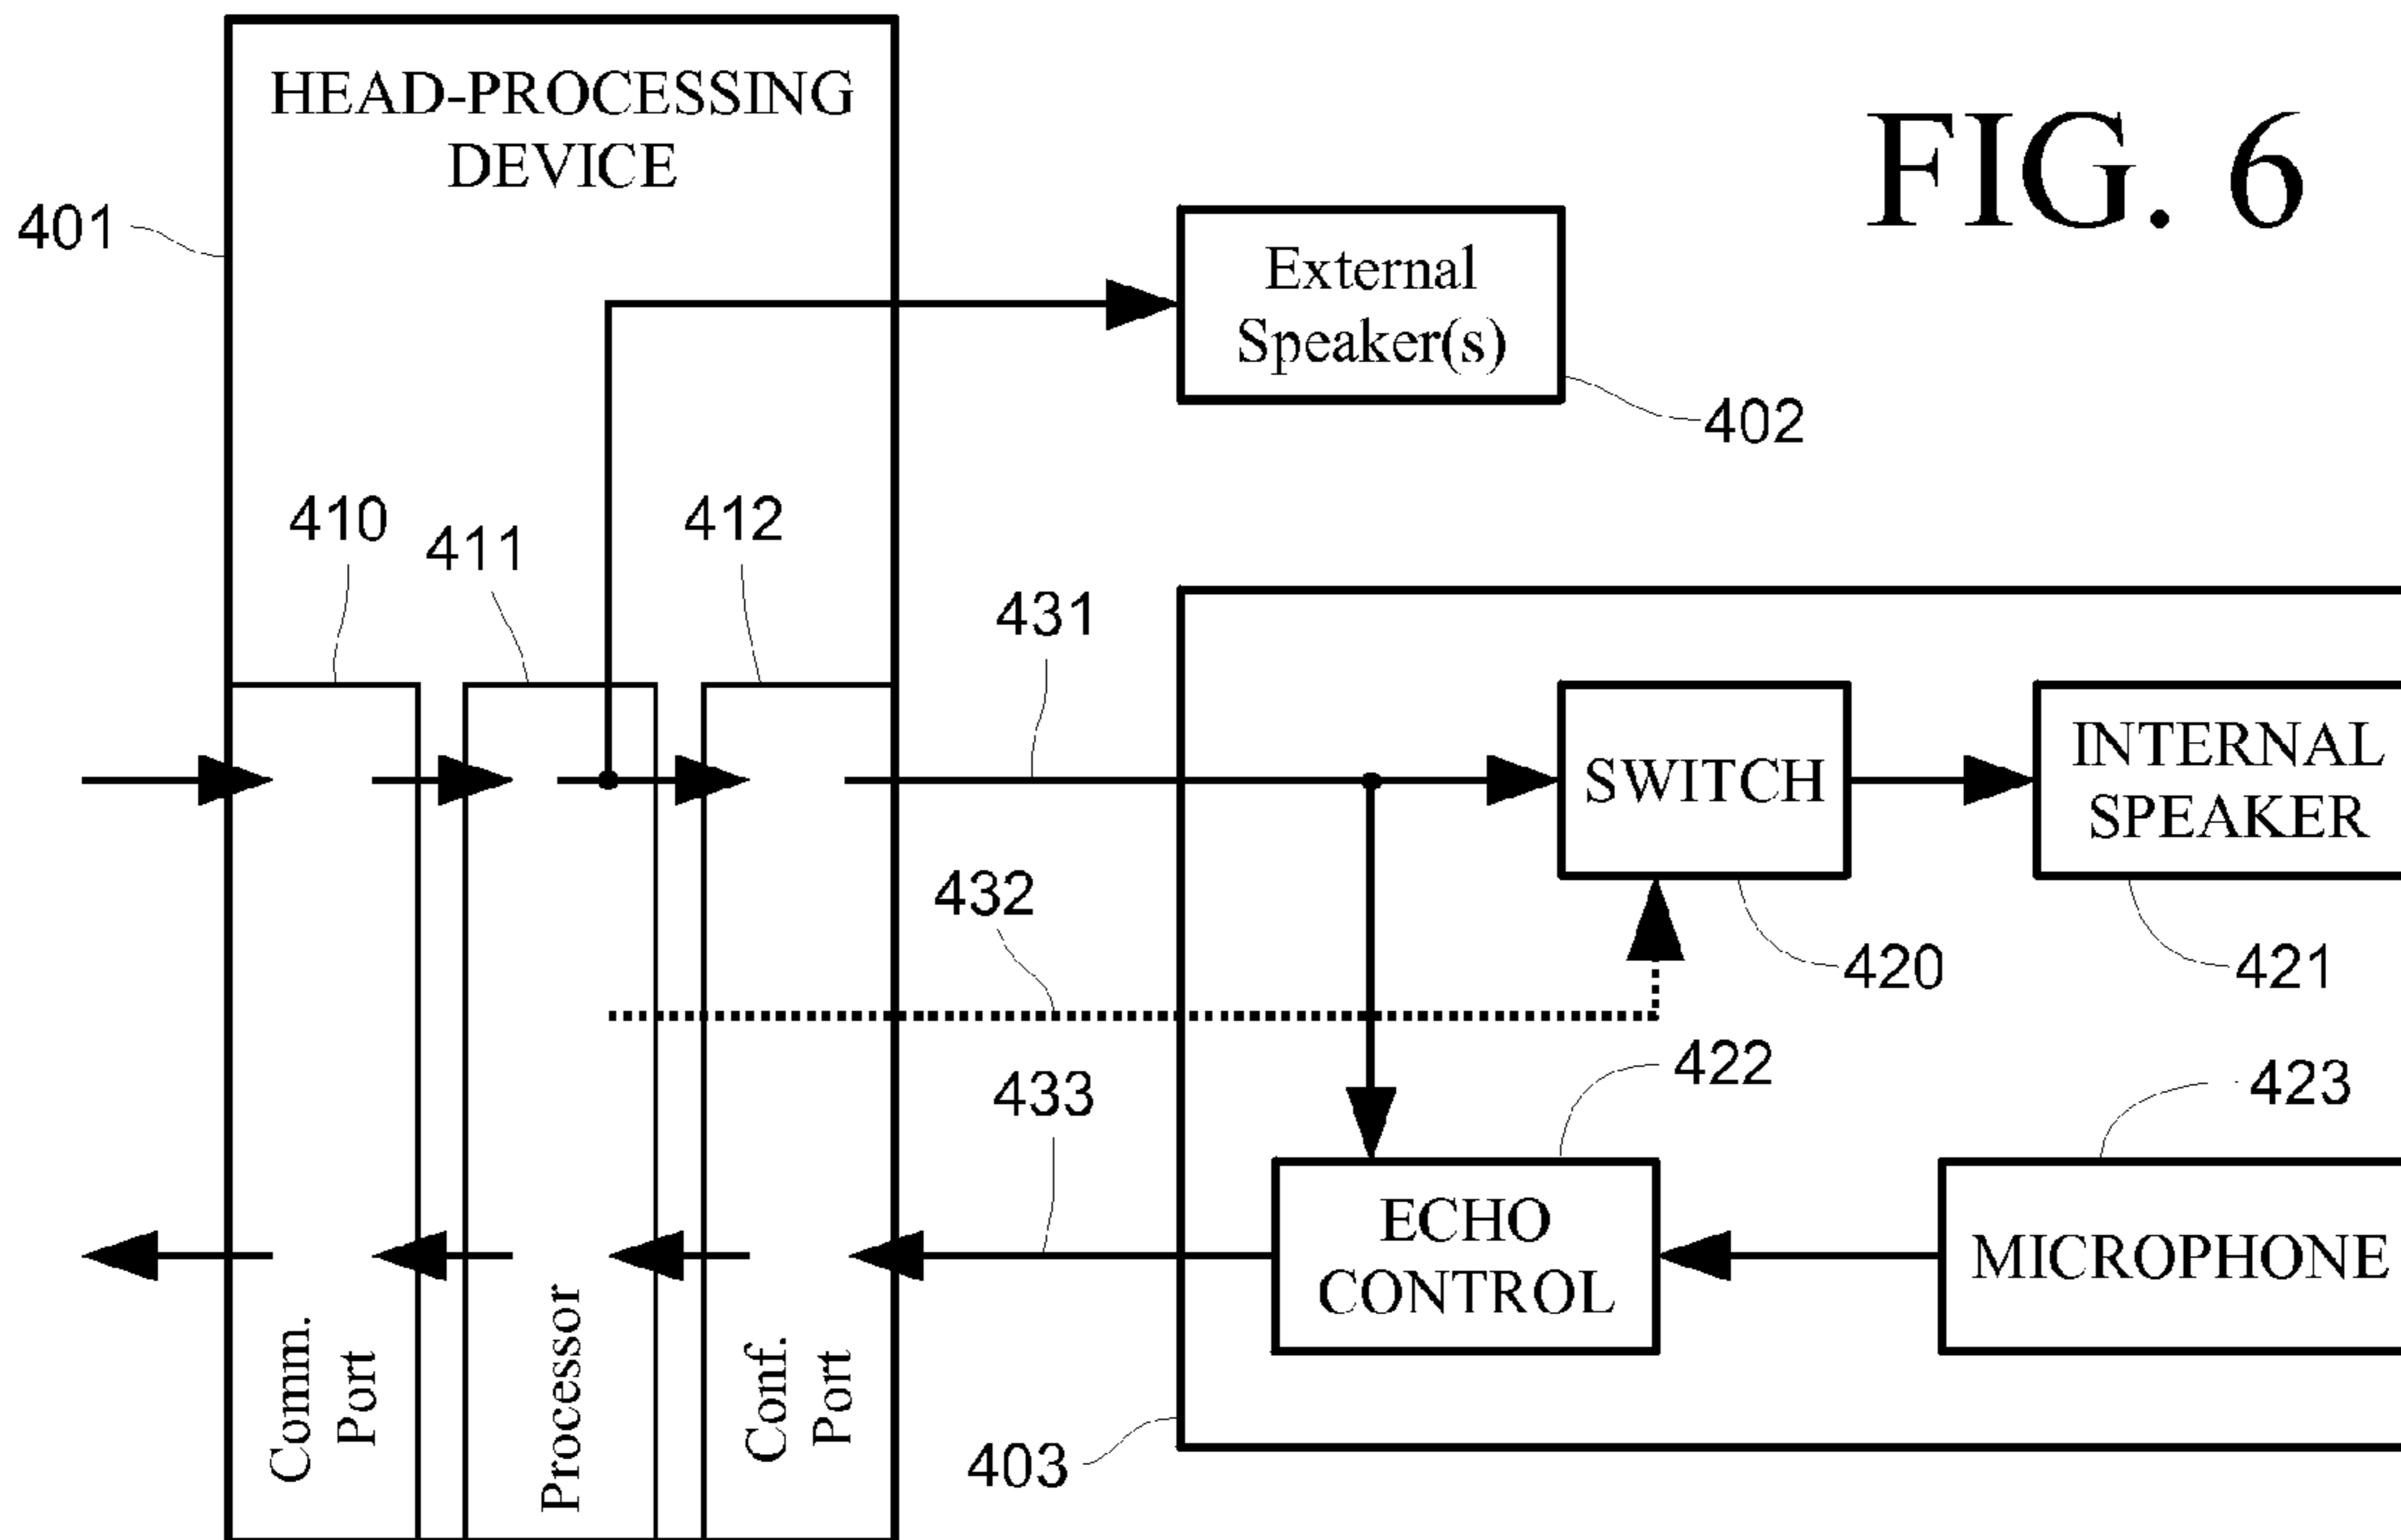 HEAD-PROCESSING
DEVICE
FIG. 6
401
External
Speaker(s)
402
410
411
412
431
SWITCH
INTERNAL
SPEAKER
432
420
421
422
423
433
ECHO
CONTROL
MICROPHONE
Comm.
Port
Processor
Conf.
Port
403